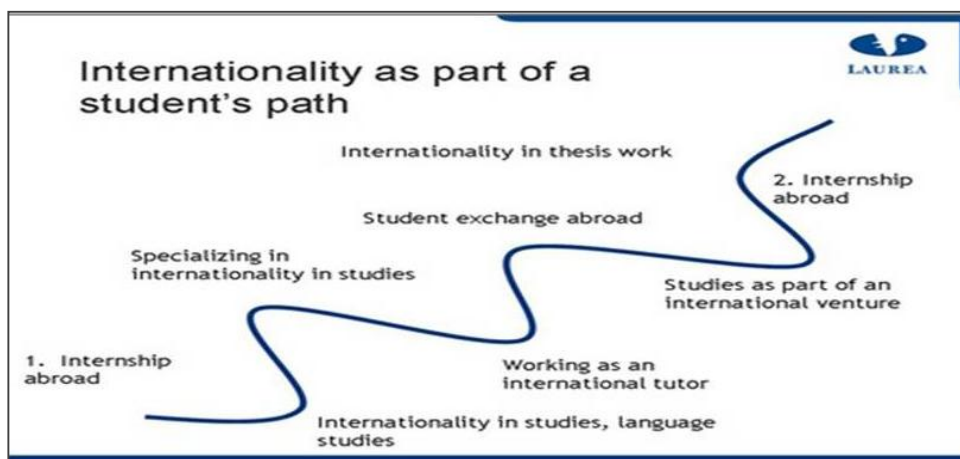 Internationality as part of a
student's path
LAUREA
Internationality in thesis work
2. Internship
abroad
Student exchange abroad
Specializing in
internationality in studies
Studies as part of an
international venture
1. Internship
abroad
Working as an
international tutor
Internationality in studies, language
studies